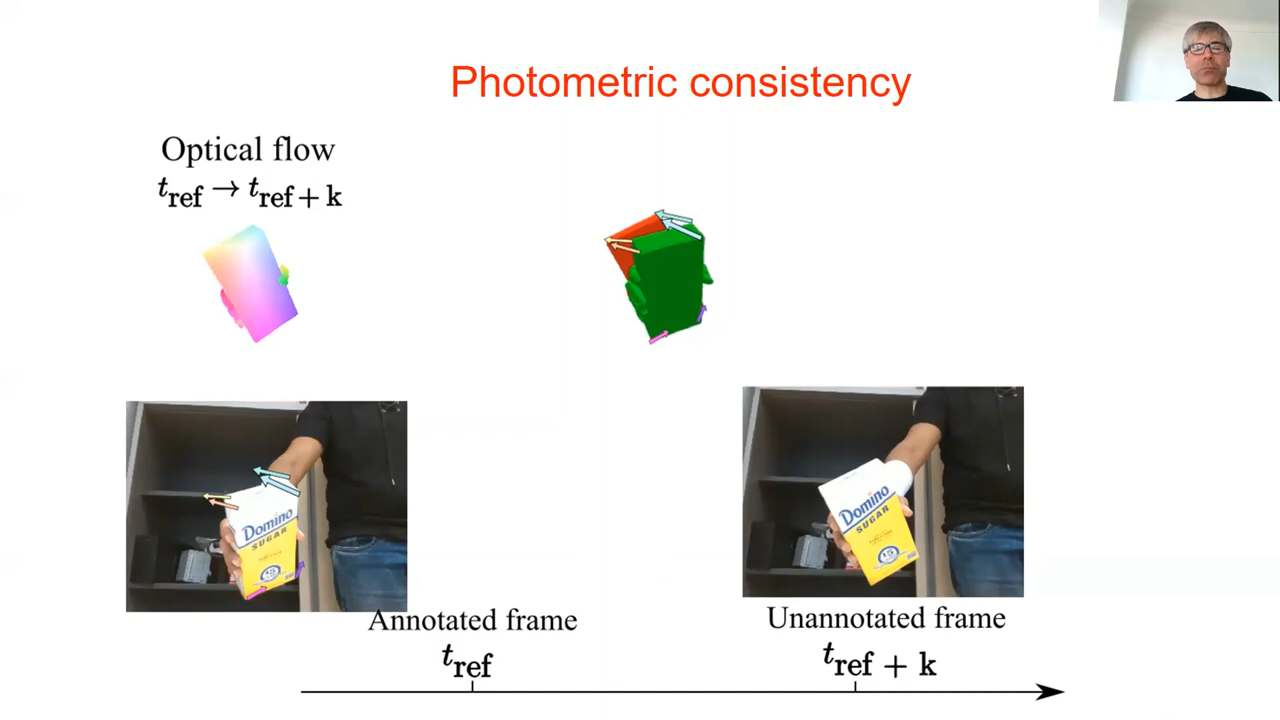 Photometric consistency
Optical flow
t_ref → t_ref + k
Domino
SUGAR
Domino
SUGAR
Annotated frame
Unannotated frame
t_ref
t_ref + k